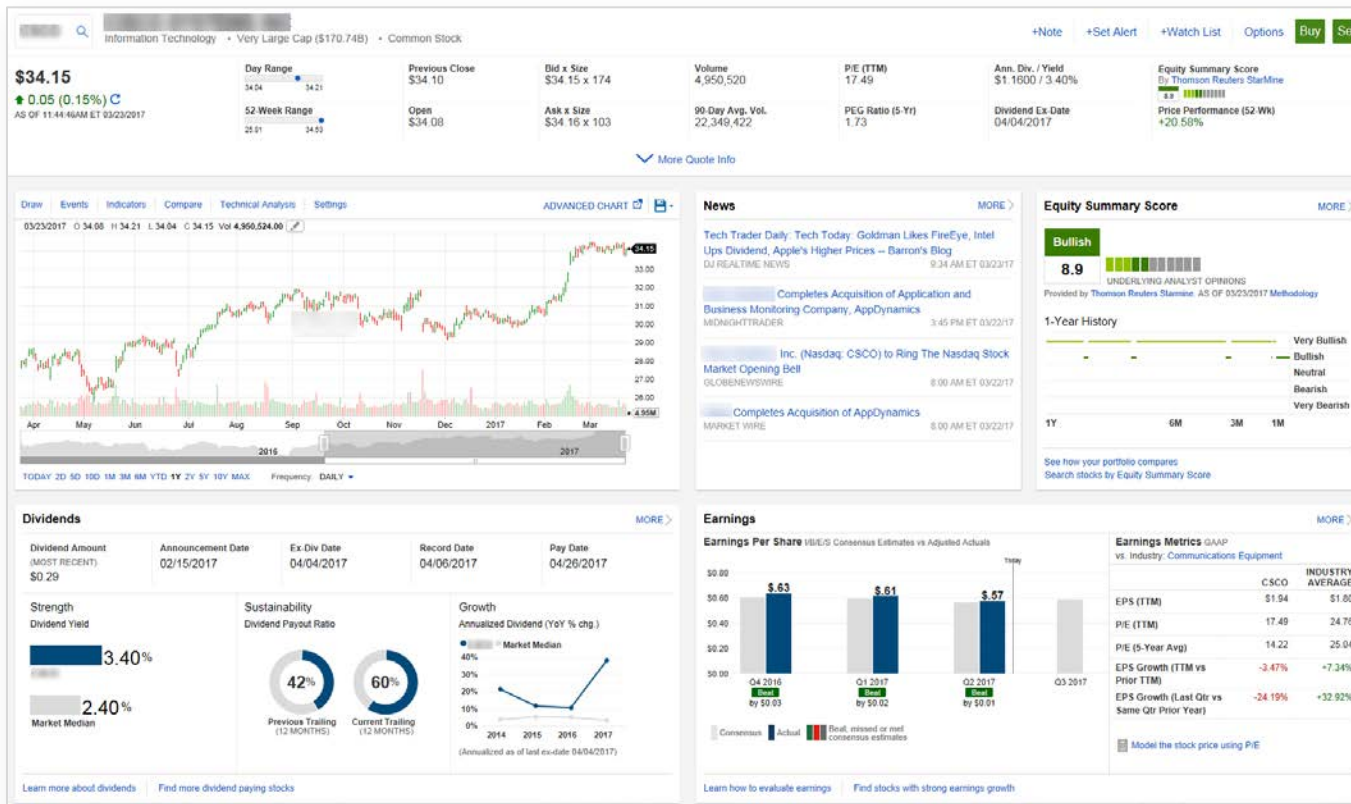 Information Technology • Very Large Cap ($170.74B) • Common Stock
+Note +Set Alert +Watch List Options Buy Se
$34.15
0.05 (0.15%)
AS OF 11:44:46AM ET 03/23/2017
Day Range
34.04 34.21
52-Week Range
34.53
Previous Close
$34.10
Open
$34.08
Bid x Size
$34.15 x 174
Ask x Size
$34.16 x 103
Volume
4,950,520
90-Day Avg. Vol.
22,349,422
P/E (TTM)
17.49
PEG Ratio (5-Yr)
1.73
Ann. Div. / Yield
$1.1600 / 3.40%
Dividend Ex-Date
04/04/2017
Equity Summary Score
By Thomson Reuters StarMine
8.9
Price Performance (52-Wk)
+20.58%
More Quote Info
Draw Events Indicators Compare Technical Analysis Settings
ADVANCED CHART
03/23/2017 O 34.08 H 34.21 L 34.04 C 34.15 Vol 4,950,524.00
34.15
33.00
32.00
31.00
30.00
29.00
28.00
27.00
26.00
4.95M
Apr May Jun Jul Aug Sep Oct Nov Dec 2017 Feb Mar
2016 2017
TODAY 2D 5D 10D 1M 3M 6M YTD 1Y 2Y 5Y 10Y MAX Frequency: DAILY
News
MORE
Tech Trader Daily: Tech Today: Goldman Likes FireEye, Intel
Ups Dividend, Apple's Higher Prices -- Barron's Blog
DJ REALTIME NEWS 9:34 AM ET 03/23/17
Completes Acquisition of Application and
Business Monitoring Company, AppDynamics
MIDNIGHTTRADER 3:45 PM ET 03/22/17
Inc. (Nasdaq: CSCO) to Ring The Nasdaq Stock
Market Opening Bell
GLOBENEWSWIRE 8:00 AM ET 03/22/17
Completes Acquisition of AppDynamics
MARKET WIRE 8:00 AM ET 03/22/17
Equity Summary Score
MORE
Bullish
8.9
UNDERLYING ANALYST OPINIONS
Provided by Thomson Reuters Starmine. AS OF 03/23/2017 Methodology
1-Year History
Very Bullish
Bullish
Neutral
Bearish
Very Bearish
1Y 6M 3M 1M
See how your portfolio compares
Search stocks by Equity Summary Score
Dividends
MORE
Dividend Amount
(MOST RECENT)
$0.29
Announcement Date
02/15/2017
Ex-Div Date
04/04/2017
Record Date
04/06/2017
Pay Date
04/26/2017
Strength
Dividend Yield
3.40%
2.40%
Market Median
Sustainability
Dividend Payout Ratio
42%
Previous Trailing
(12 MONTHS)
60%
Current Trailing
(12 MONTHS)
Growth
Annualized Dividend (YoY % chg.)
Market Median
40%
30%
20%
10%
0%
2014 2015 2016 2017
(Annualized as of last ex-date 04/04/2017)
Learn more about dividends Find more dividend paying stocks
Earnings
MORE
Earnings Per Share I/B/E/S Consensus Estimates vs Adjusted Actuals
Today
$0.80
$0.60
$0.40
$0.20
$0.00
$.63
$.61
$.57
Q4 2016 Q1 2017 Q2 2017 Q3 2017
Beat Beat Beat
by $0.03 by $0.02 by $0.01
Consensus Actual Beat, missed or met
consensus estimates
Earnings Metrics GAAP
vs. Industry: Communications Equipment
CSCO INDUSTRY AVERAGE
EPS (TTM) $1.94 $1.80
P/E (TTM) 17.49 24.76
P/E (5-Year Avg) 14.22 25.04
EPS Growth (TTM vs
Prior TTM) -3.47% +7.34%
EPS Growth (Last Qtr vs
Same Qtr Prior Year) -24.19% +32.92%
Model the stock price using P/E
Learn how to evaluate earnings Find stocks with strong earnings growth